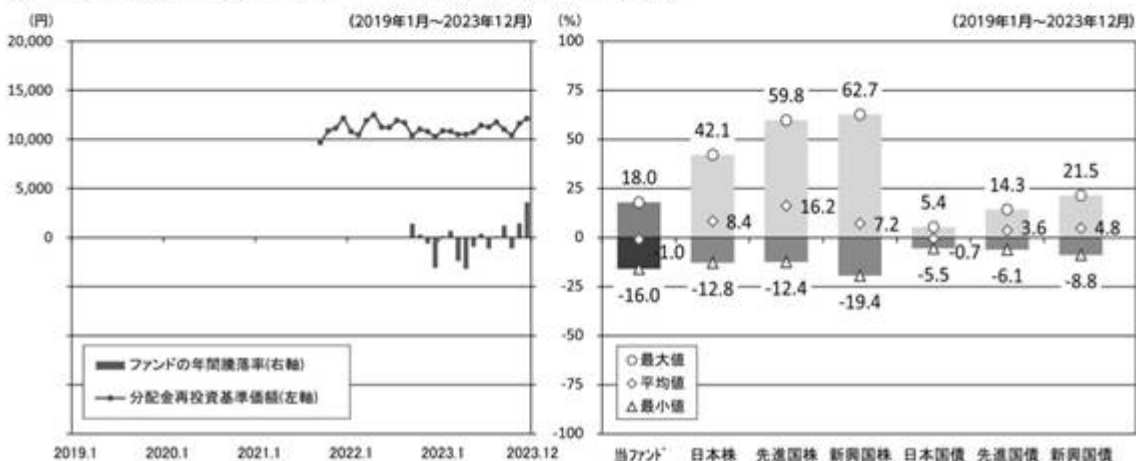 (円)
(2019年1月~2023年12月)
20,000
15,000
10,000
5,000
0
ファンドの年間騰落率(右軸)
分配金再投資基準価額(左軸)
2019.1 2020.1 2021.1 2022.1 2023.1 2023.12
(%)
(2019年1月~2023年12月)
100
75
50
25
0
-25
-50
-75
-100
18.0 42.1 59.8 62.7 5.4 14.3 21.5
-1.0 8.4 16.2 7.2 -0.7 3.6 4.8
-16.0 -12.8 -12.4 -19.4 -5.5 -6.1 -8.8
最大値
平均値
最小値
当ファンド 日本株 先進国株 新興国株 日本国債 先進国債 新興国債